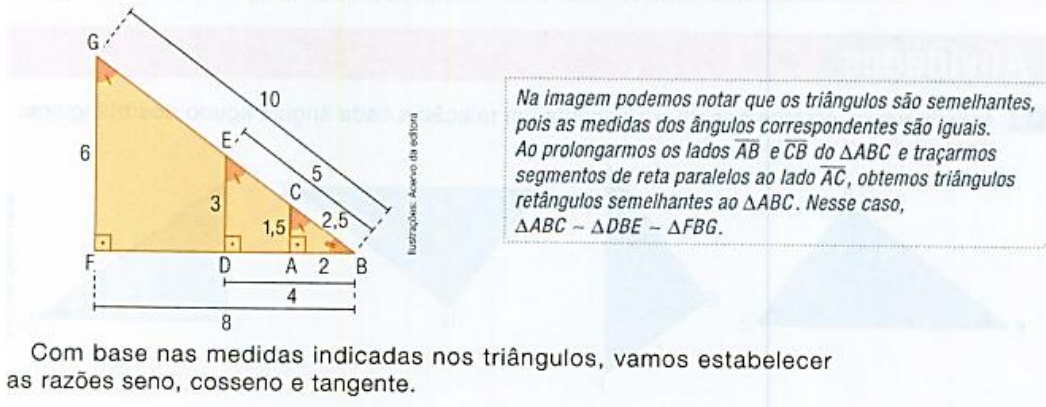 G
10
E
6
5
C
3
1,5
2,5
F
D
A
2
B
4
8
Ilustrações: Acervo da editora
Na imagem podemos notar que os triângulos são semelhantes,
pois as medidas dos ângulos correspondentes são iguais.
Ao prolongarmos os lados AB e CB do ΔABC e traçarmos
segmentos de reta paralelos ao lado AC, obtemos triângulos
retângulos semelhantes ao ΔABC. Nesse caso,
ΔABC ~ ΔDBE ~ ΔFBG.
Com base nas medidas indicadas nos triângulos, vamos estabelecer
as razões seno, cosseno e tangente.